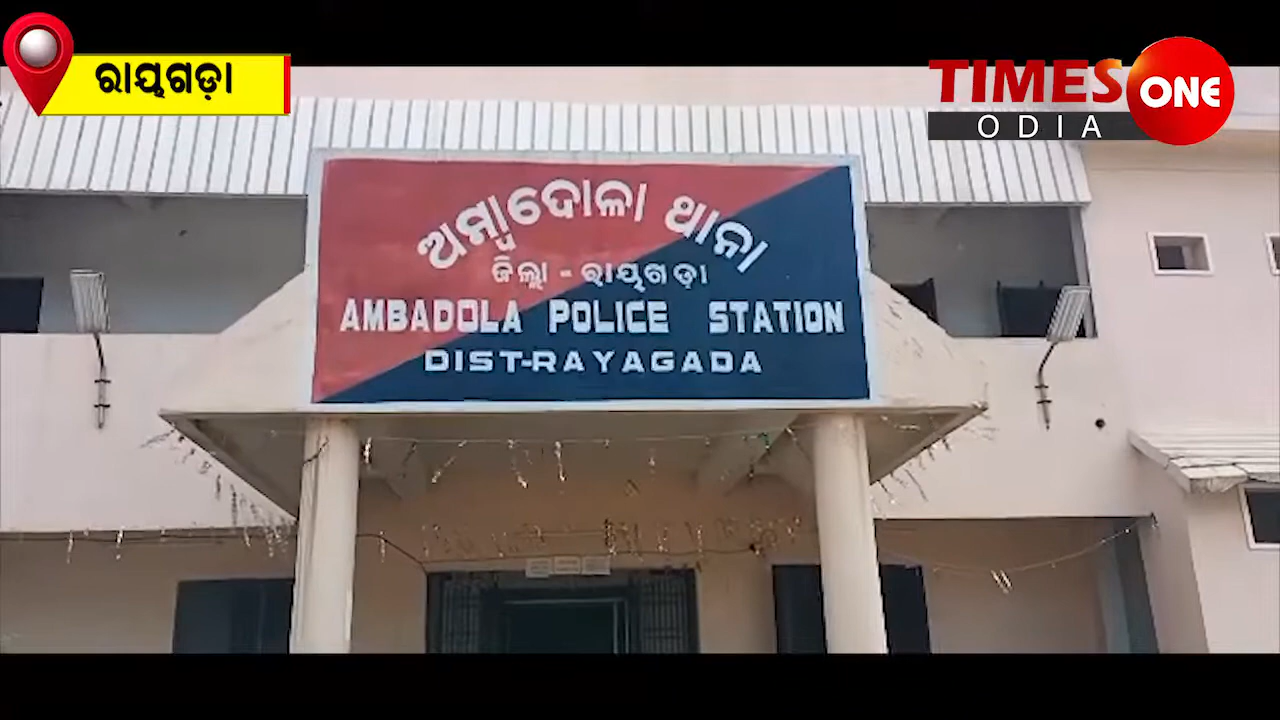 ରାୟଗଡ଼ା
TIMES ONE
ODIA
ଅମ୍ବାଦୋଳା ଥାନା
ଜିଲ୍ଲା - ରାୟଗଡ଼ା
AMBADOLA POLICE STATION
DIST-RAYAGADA